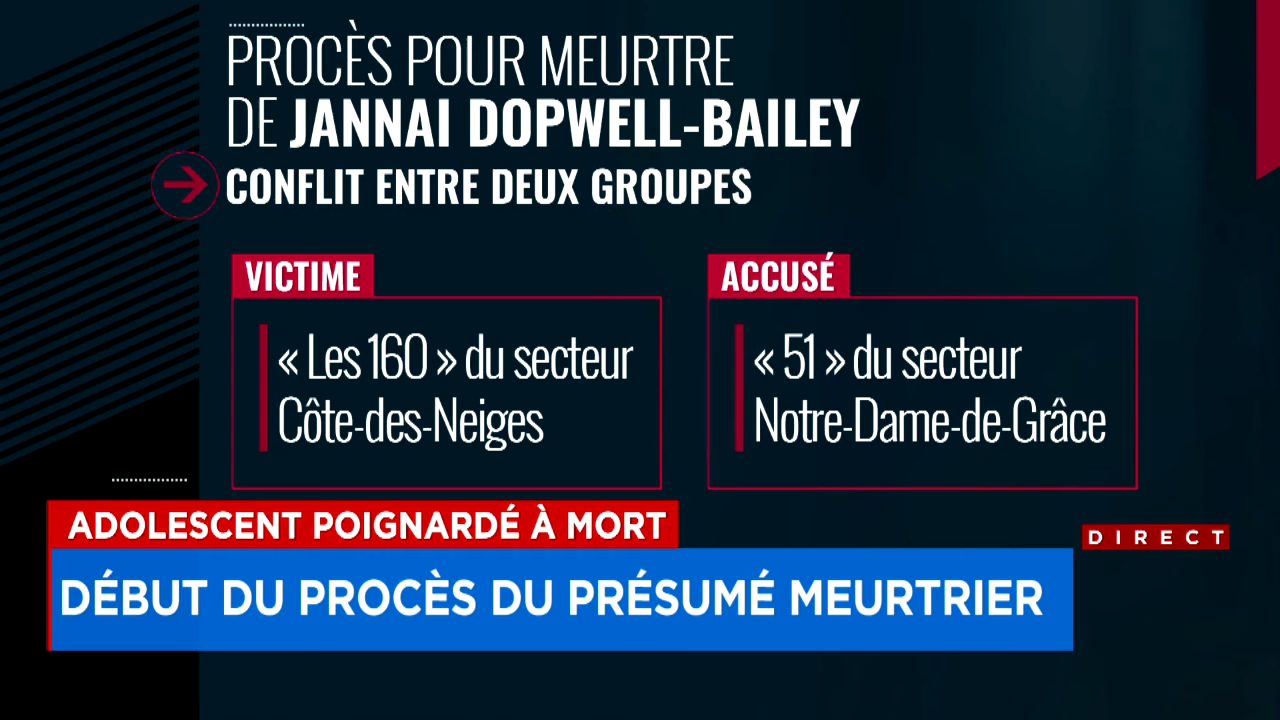 PROCÈS POUR MEURTRE
DE JANNAI DOPWELL-BAILEY
CONFLIT ENTRE DEUX GROUPES
VICTIME
« Les 160 » du secteur
Côte-des-Neiges
ACCUSÉ
« 51 » du secteur
Notre-Dame-de-Grâce
ADOLESCENT POIGNARDÉ À MORT
DIRECT
DÉBUT DU PROCÈS DU PRÉSUMÉ MEURTRIER